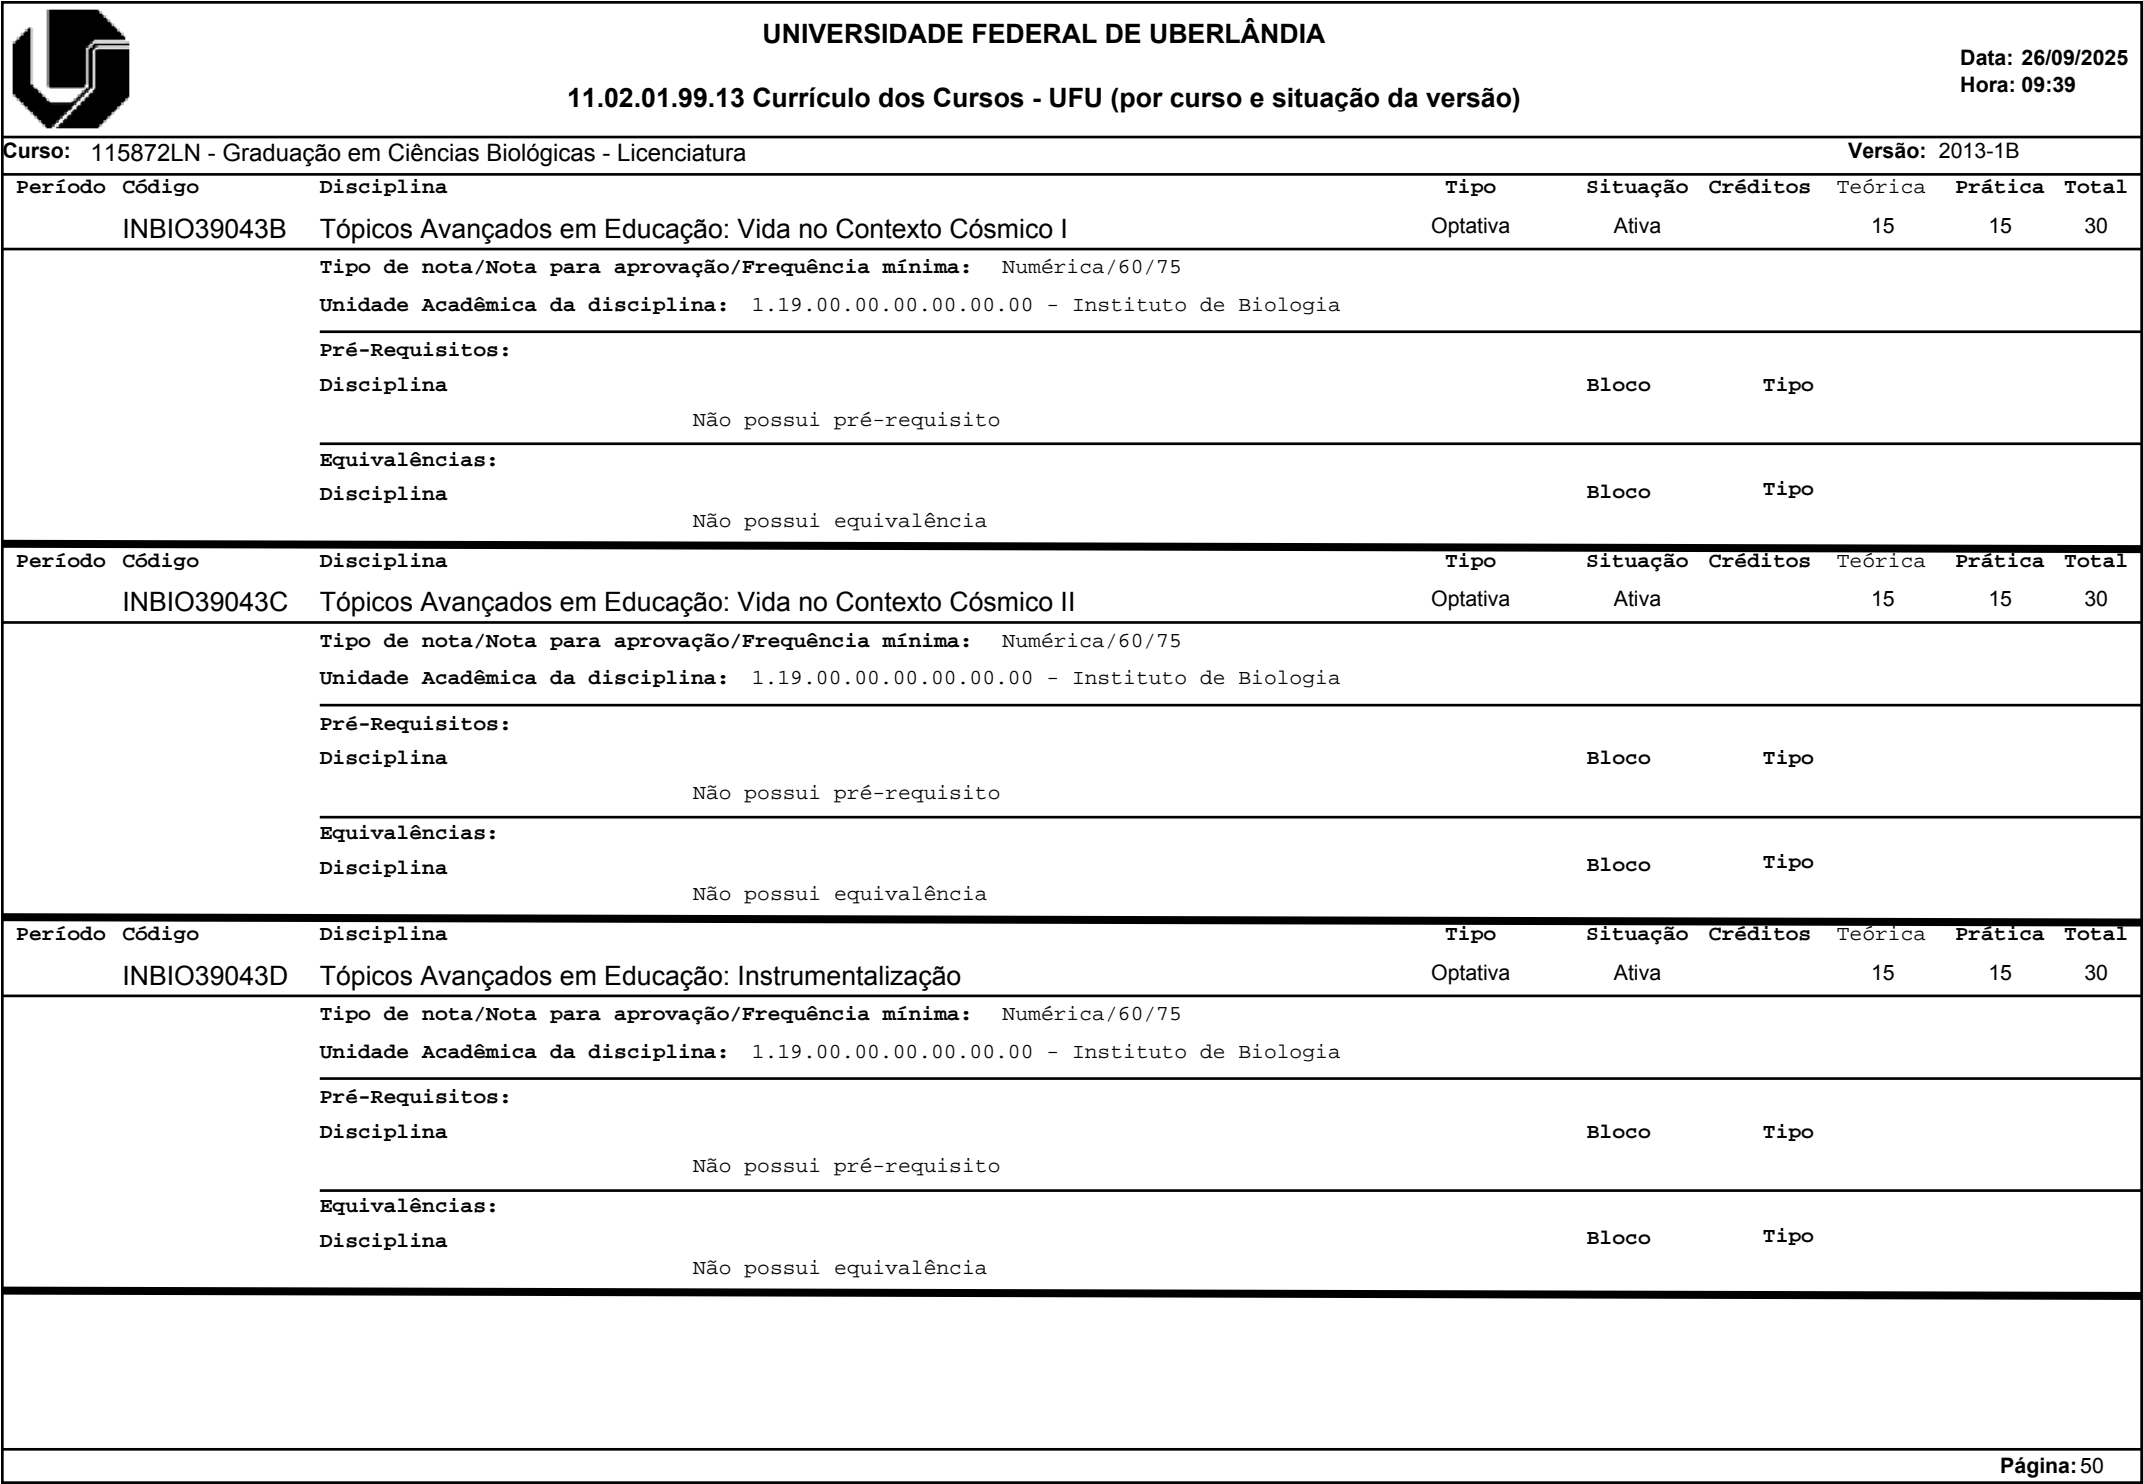 UNIVERSIDADE FEDERAL DE UBERLÂNDIA
Data: 26/09/2025
Hora: 09:39
11.02.01.99.13 Currículo dos Cursos - UFU (por curso e situação da versão)
Curso: 115872LN - Graduação em Ciências Biológicas - Licenciatura Versão: 2013-1B
Período Código Disciplina Tipo Situação Créditos Teórica Prática Total
INBIO39043B Tópicos Avançados em Educação: Vida no Contexto Cósmico I Optativa Ativa 15 15 30
Tipo de nota/Nota para aprovação/Frequência mínima: Numérica/60/75
Unidade Acadêmica da disciplina: 1.19.00.00.00.00.00.00 - Instituto de Biologia
Pré-Requisitos:
Disciplina Bloco Tipo
Não possui pré-requisito
Equivalências:
Disciplina Bloco Tipo
Não possui equivalência
Período Código Disciplina Tipo Situação Créditos Teórica Prática Total
INBIO39043C Tópicos Avançados em Educação: Vida no Contexto Cósmico II Optativa Ativa 15 15 30
Tipo de nota/Nota para aprovação/Frequência mínima: Numérica/60/75
Unidade Acadêmica da disciplina: 1.19.00.00.00.00.00.00 - Instituto de Biologia
Pré-Requisitos:
Disciplina Bloco Tipo
Não possui pré-requisito
Equivalências:
Disciplina Bloco Tipo
Não possui equivalência
Período Código Disciplina Tipo Situação Créditos Teórica Prática Total
INBIO39043D Tópicos Avançados em Educação: Instrumentalização Optativa Ativa 15 15 30
Tipo de nota/Nota para aprovação/Frequência mínima: Numérica/60/75
Unidade Acadêmica da disciplina: 1.19.00.00.00.00.00.00 - Instituto de Biologia
Pré-Requisitos:
Disciplina Bloco Tipo
Não possui pré-requisito
Equivalências:
Disciplina Bloco Tipo
Não possui equivalência
Página: 50